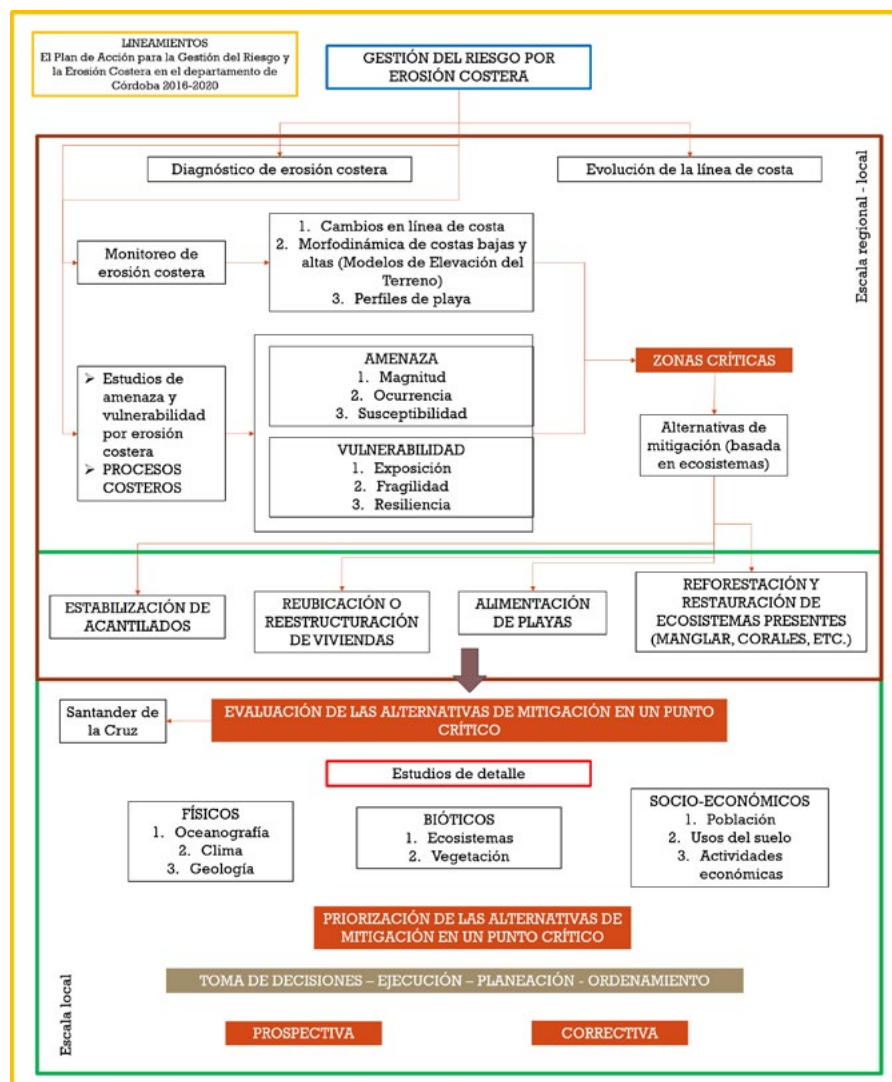 LINEAMIENTOS
El Plan de Acción para la Gestión del Riesgo y
la Erosión Costera en el departamento de
Córdoba 2016-2020
GESTIÓN DEL RIESGO POR
EROSIÓN COSTERA
Diagnóstico de erosión costera
Evolución de la línea de costa
Escala regional - local
Monitoreo de
erosión costera
1. Cambios en línea de costa
2. Morfodinámica de costas bajas y
altas (Modelos de Elevación del
Terreno)
3. Perfiles de playa
➢ Estudios de
amenaza y
vulnerabilidad
por erosión
costera
➢ PROCESOS
COSTEROS
AMENAZA
1. Magnitud
2. Ocurrencia
3. Susceptibilidad
VULNERABILIDAD
1. Exposición
2. Fragilidad
3. Resiliencia
ZONAS CRÍTICAS
Alternativas de
mitigación (basada
en ecosistemas)
ESTABILIZACIÓN DE
ACANTILADOS
REUBICACIÓN O
REESTRUCTURACIÓN
DE VIVIENDAS
ALIMENTACIÓN
DE PLAYAS
REFORESTACIÓN Y
RESTAURACIÓN DE
ECOSISTEMAS PRESENTES
(MANGLAR, CORALES, ETC.)
Santander de
la Cruz
EVALUACIÓN DE LAS ALTERNATIVAS DE MITIGACIÓN EN UN PUNTO
CRÍTICO
Estudios de detalle
FÍSICOS
1. Oceanografía
2. Clima
3. Geología
BIÓTICOS
1. Ecosistemas
2. Vegetación
SOCIO-ECONÓMICOS
1. Población
2. Usos del suelo
3. Actividades
económicas
PRIORIZACIÓN DE LAS ALTERNATIVAS DE
MITIGACIÓN EN UN PUNTO CRÍTICO
TOMA DE DECISIONES – EJECUCIÓN – PLANEACIÓN - ORDENAMIENTO
PROSPECTIVA
CORRECTIVA
Escala local